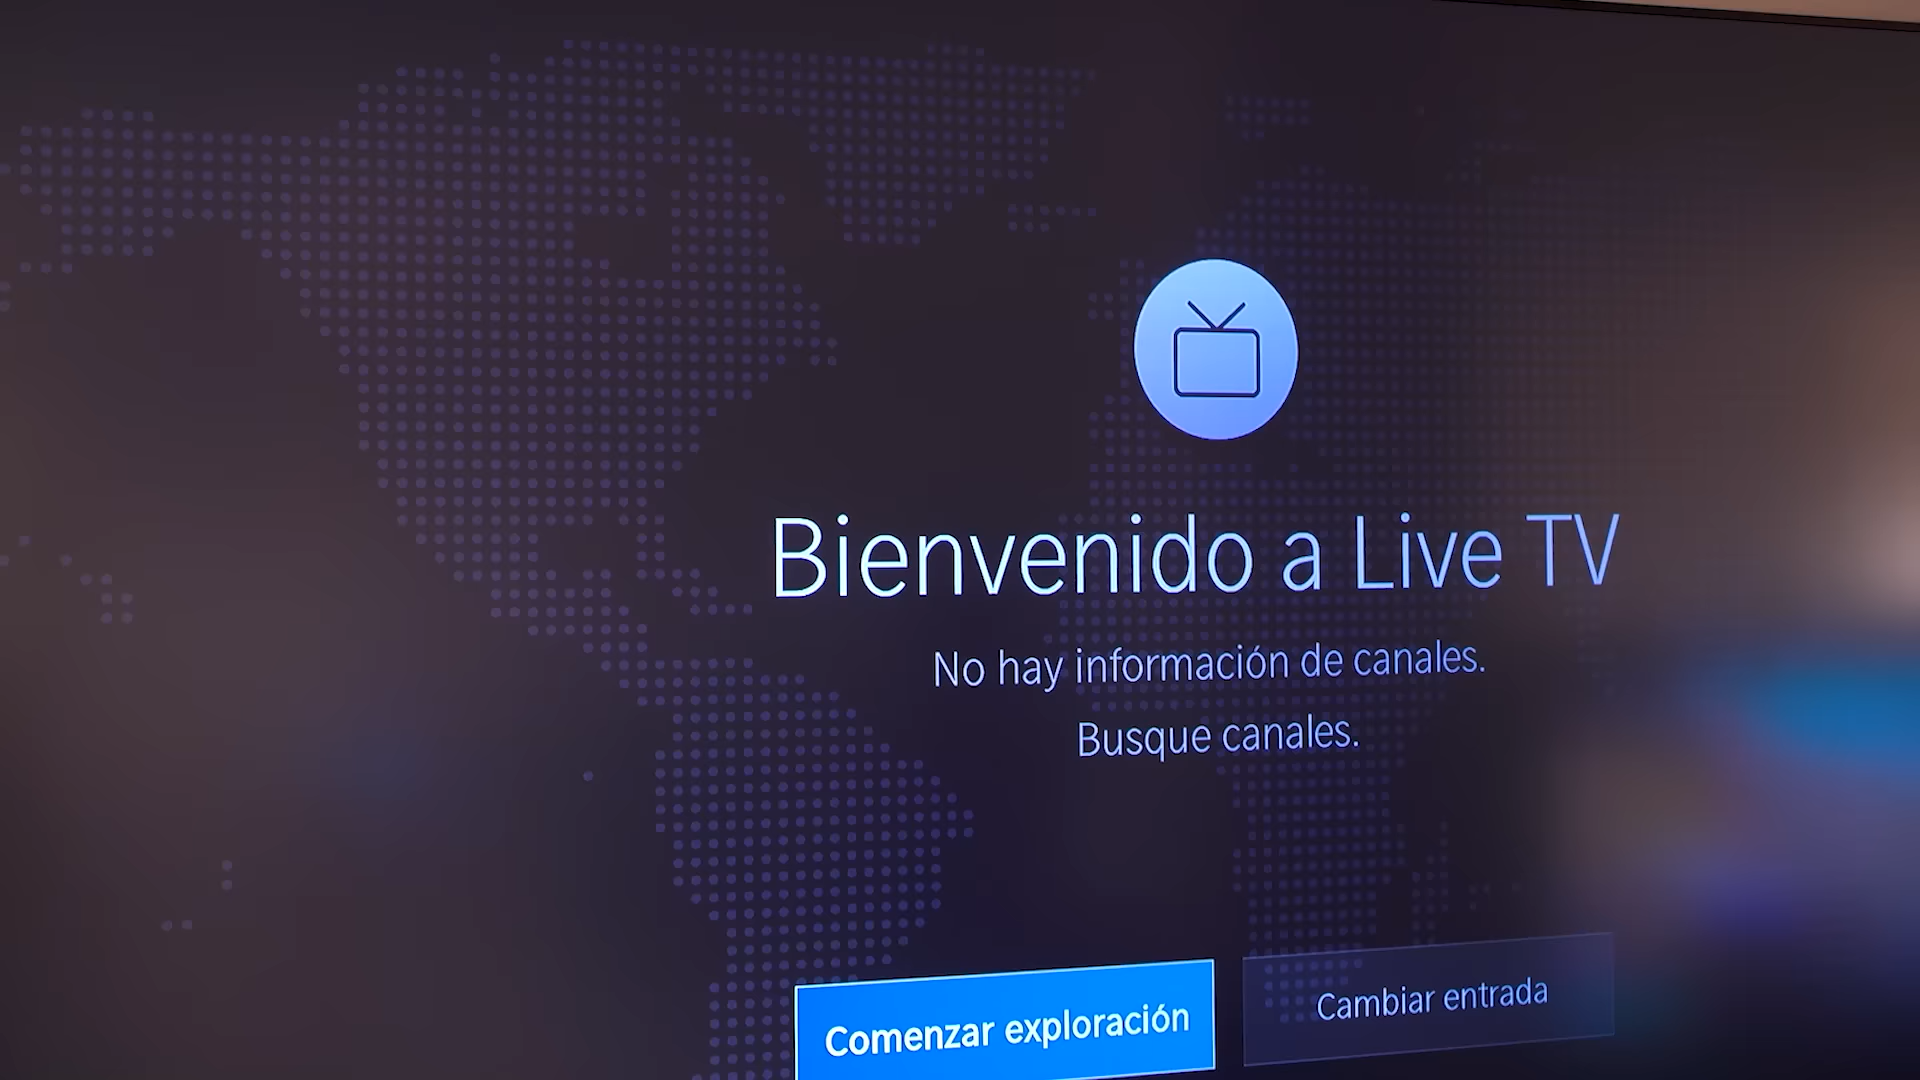 Bienvenido a Live TV
No hay información de canales.
Busque canales.
Comenzar exploración
Cambiar entrada